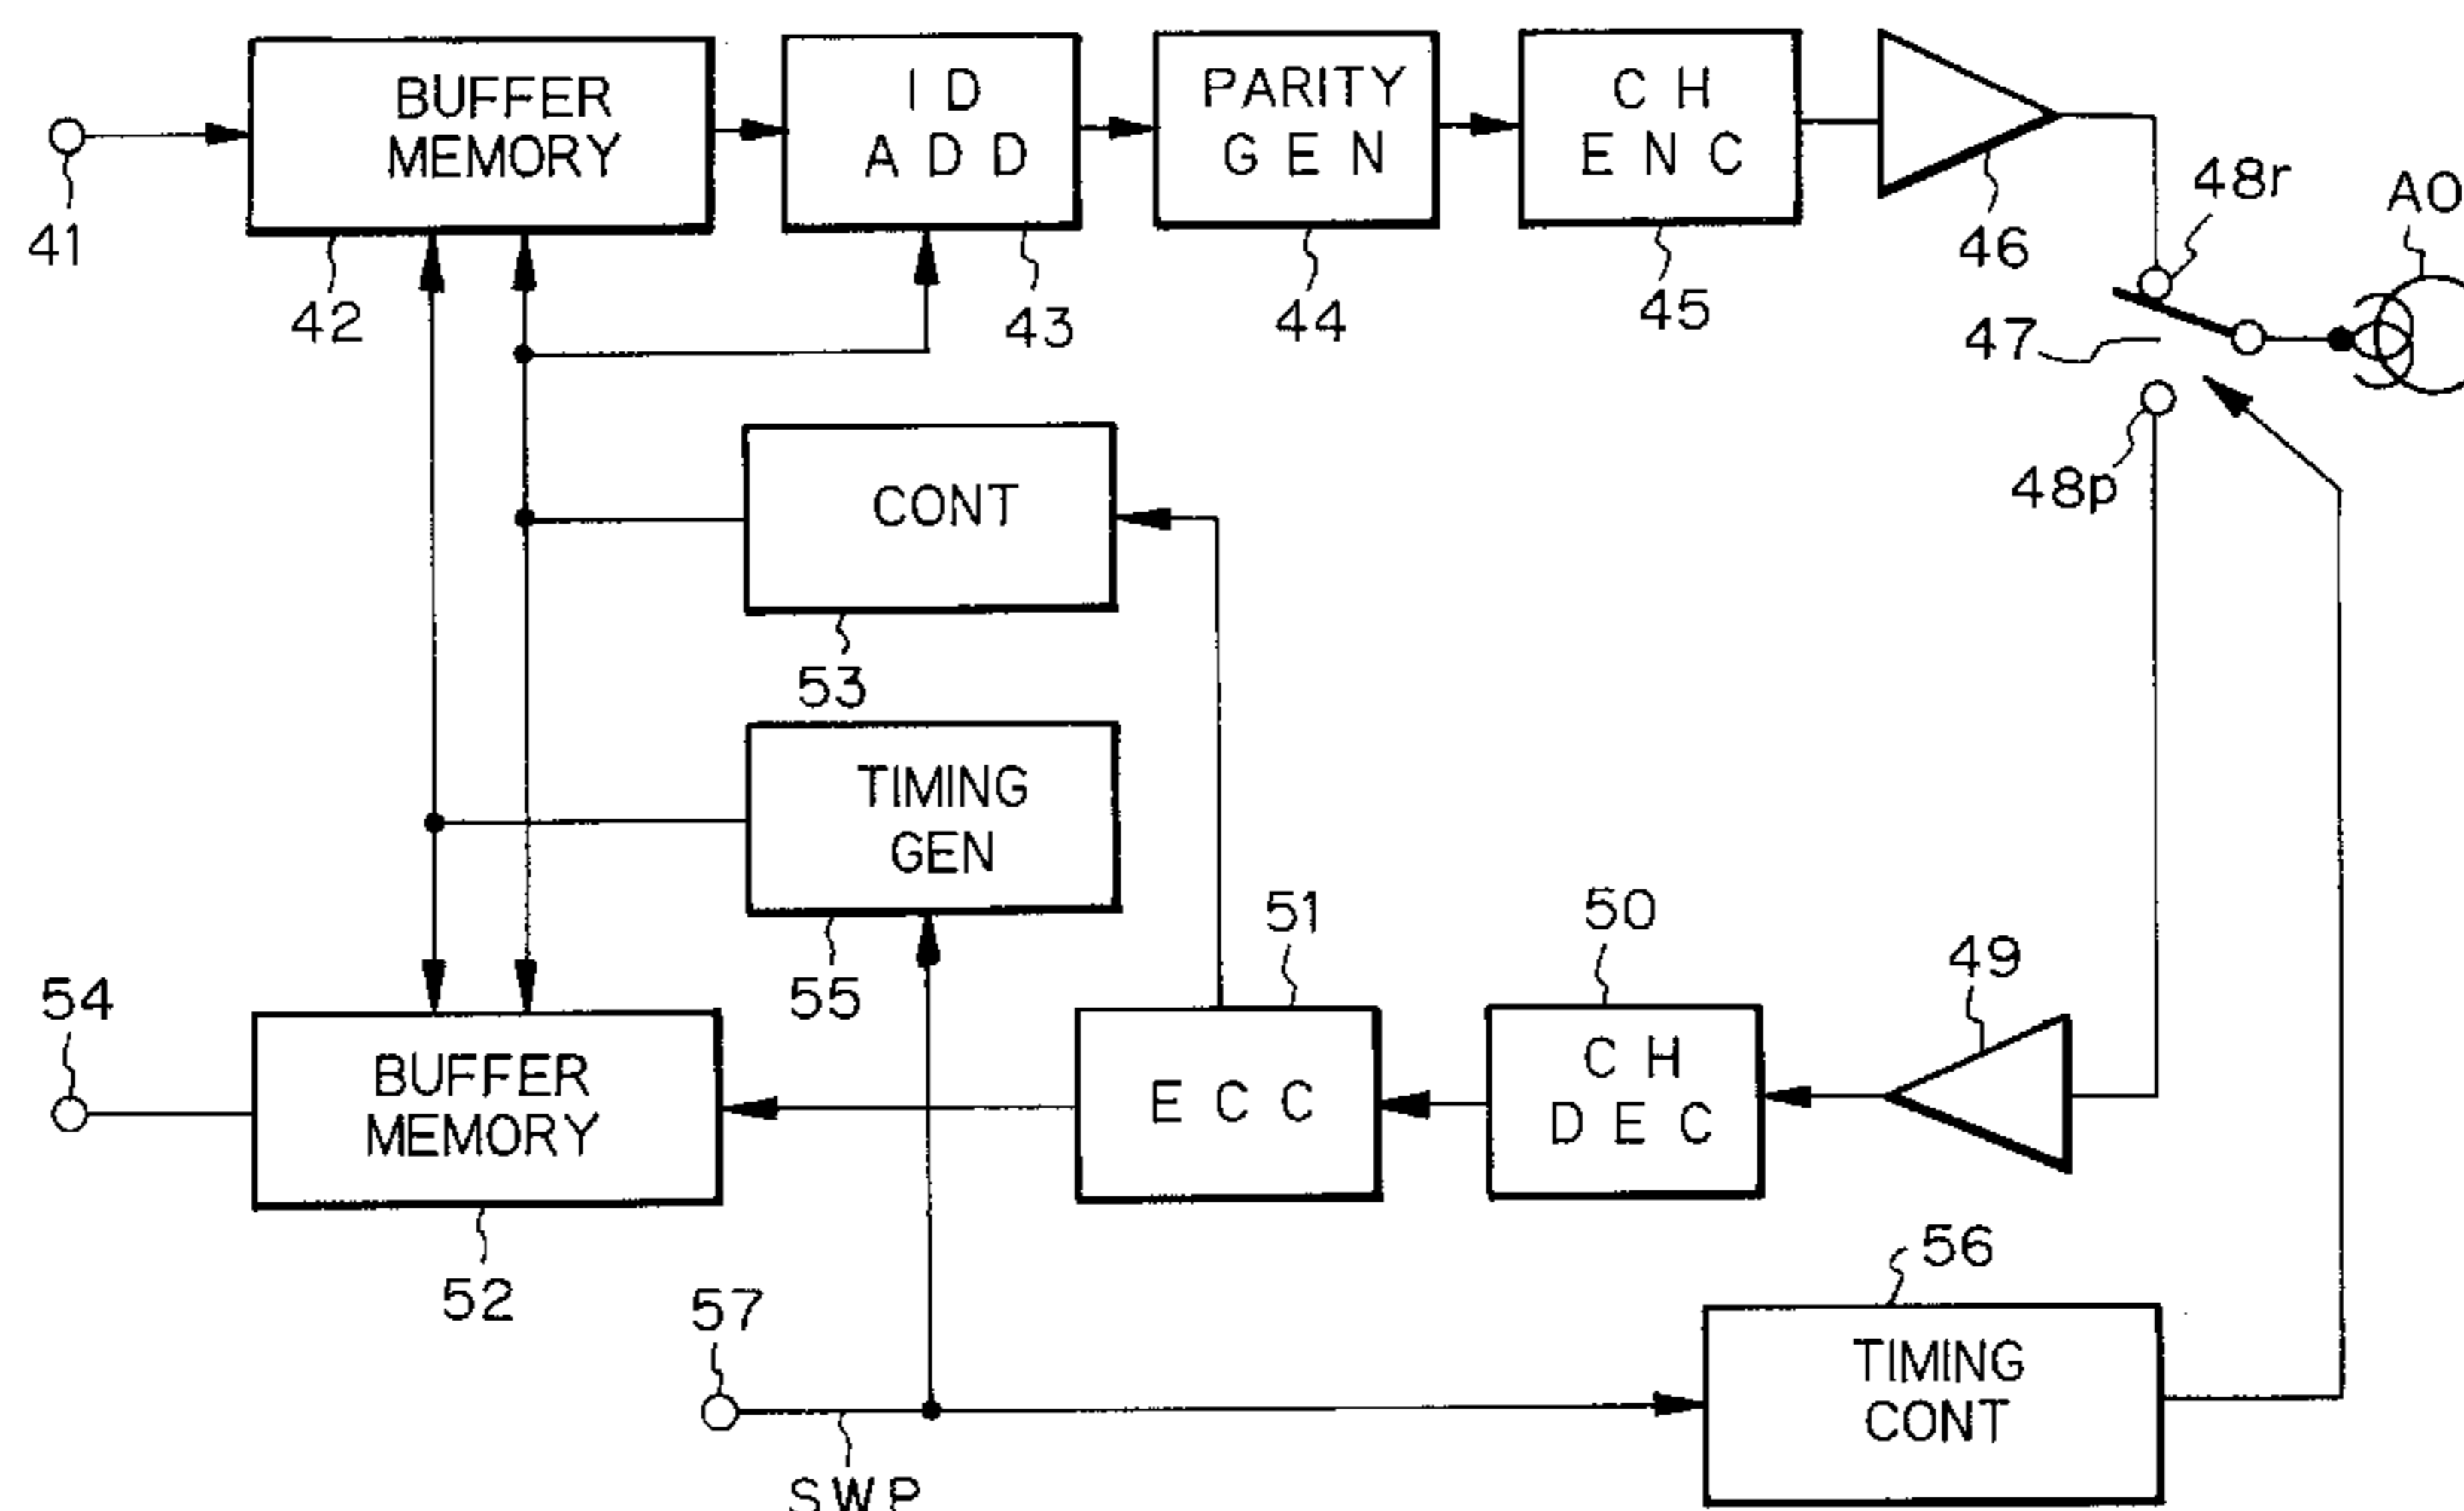 BUFFER
MEMORY
I D
A D D
PARITY
G E N
C H
E N C
41
42
43
44
45
46
48r
AO
47
48p
CONT
53
TIMING
GEN
55
51
50
49
54
BUFFER
MEMORY
E C C
C H
D E C
52
57
56
TIMING
CONT
SWP